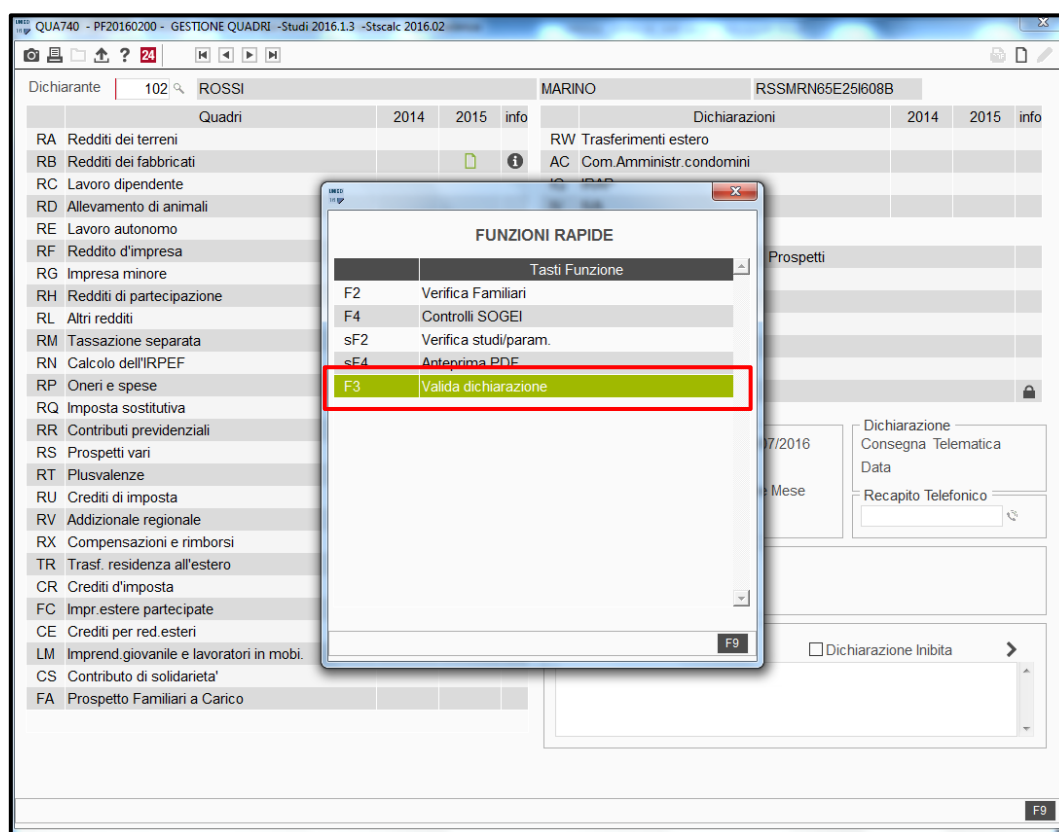 QUA740 - PF20160200 - GESTIONE QUADRI -Studi 2016.1.3 -Stscalc 2016.02
? 24
Dichiarante 102 ROSSI MARINO RSSMRN65E25I608B
Quadri 2014 2015 info
RA Redditi dei terreni
RB Redditi dei fabbricati
RC Lavoro dipendente
RD Allevamento di animali
RE Lavoro autonomo
RF Reddito d'impresa
RG Impresa minore
RH Redditi di partecipazione
RL Altri redditi
RM Tassazione separata
RN Calcolo dell'IRPEF
RP Oneri e spese
RQ Imposta sostitutiva
RR Contributi previdenziali
RS Prospetti vari
RT Plusvalenze
RU Crediti di imposta
RV Addizionale regionale
RX Compensazioni e rimborsi
TR Trasf. residenza all'estero
CR Crediti d'imposta
FC Impr.estere partecipate
CE Crediti per red.esteri
LM Imprend.giovanile e lavoratori in mobi.
CS Contributo di solidarieta'
FA Prospetto Familiari a Carico
Dichiarazioni 2014 2015 info
RW Trasferimenti estero
AC Com.Amministr.condomini
IRAP
Prospetti
07/2016
Mese
Dichiarazione
Consegna Telematica
Data
Recapito Telefonico
Dichiarazione Inibita
FUNZIONI RAPIDE
Tasti Funzione
F2 Verifica Familiari
F4 Controlli SOGEI
sF2 Verifica studi/param.
sF4 Anteprima PDF
F3 Valida dichiarazione
F9
F9